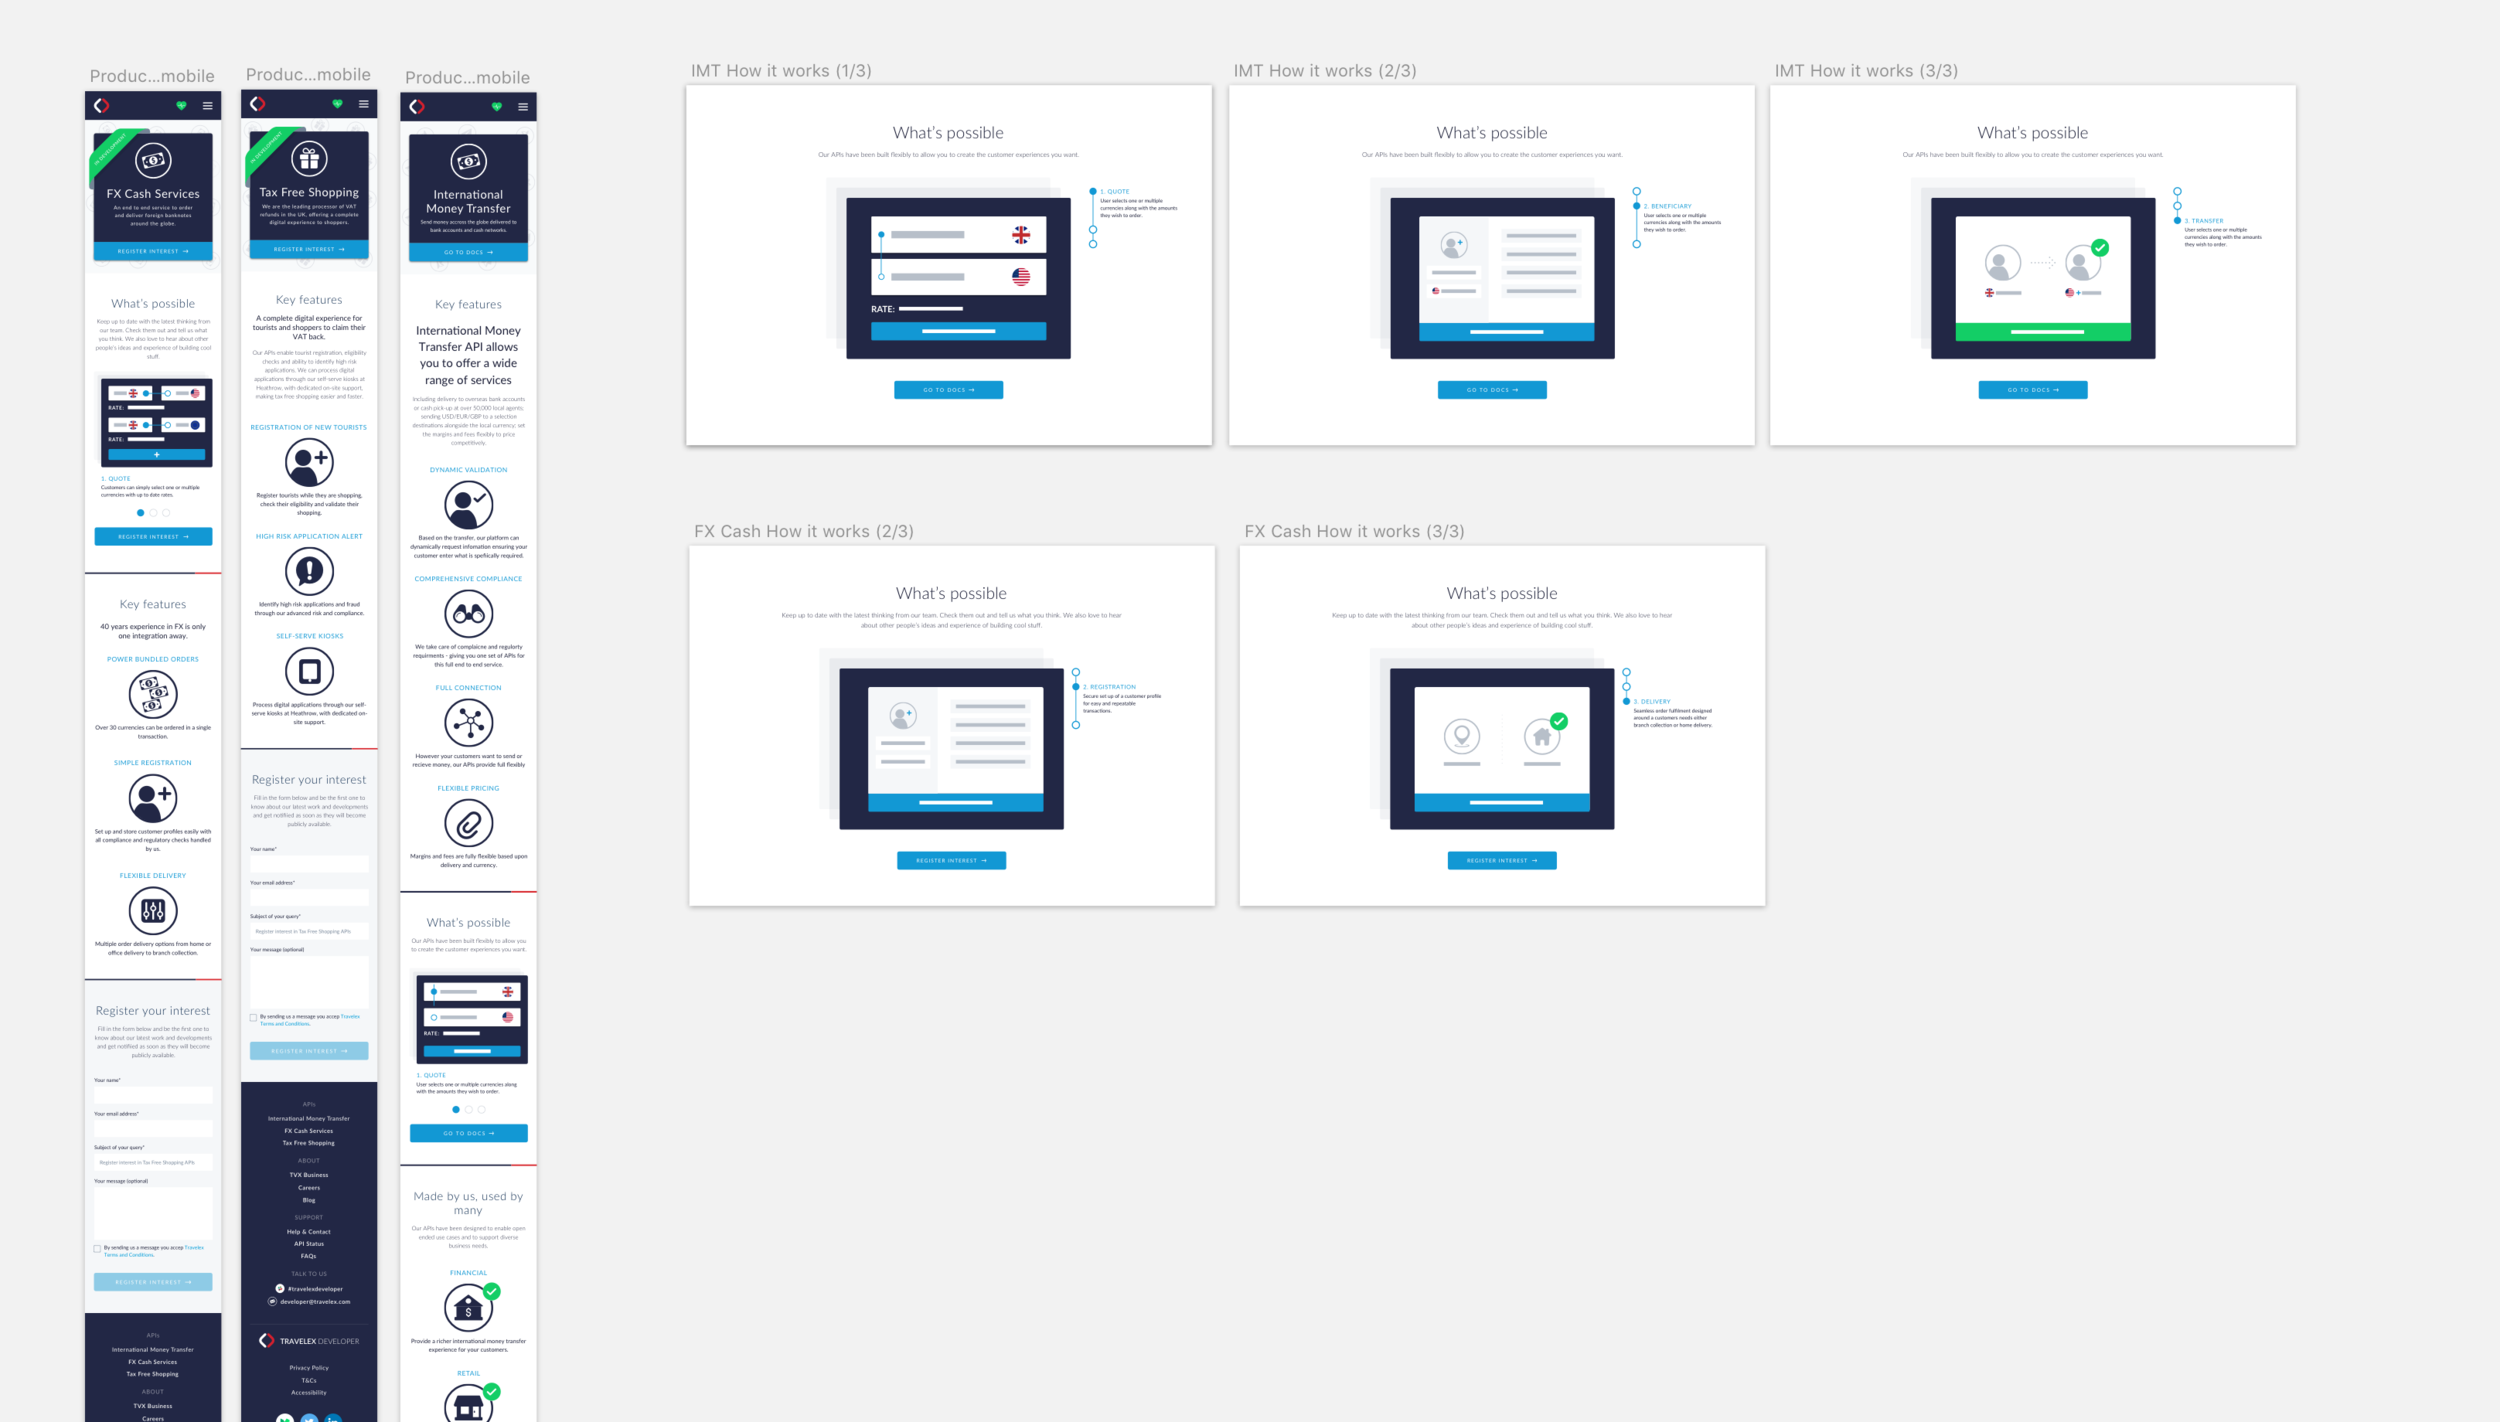 Produc...mobile
IN DEVELOPMENT
FX Cash Services
An end to end service to order
and deliver foreign banknotes
around the globe.
REGISTER INTEREST →
What's possible
Keep up to date with the latest thinking from
our team. Check them out and tell us what
you think. We also love to hear about other
people's ideas and experience of building cool
stuff.
RATE:
RATE:
+
1. QUOTE
Customers can simply select one or multiple
currencies with up to date rates.
REGISTER INTEREST →
Key features
40 years experience in FX is only
one integration away.
POWER BUNDLED ORDERS
Over 30 currencies can be ordered in a single
transaction.
SIMPLE REGISTRATION
Set up and store customer profiles easily with
all compliance and regulatory checks handled
by us.
FLEXIBLE DELIVERY
Multiple order delivery options from home or
office delivery to branch collection.
Register your interest
Fill in the form below and be the first one to
know about our latest work and developments
and get notified as soon as they will become
publicly available.
Your name*
Your email address*
Subject of your query*
Register interest in Tax Free Shopping APIs
Your message (optional)
By sending us a message you accep Travelex
Terms and Conditions.
REGISTER INTEREST →
APIs
International Money Transfer
FX Cash Services
Tax Free Shopping
ABOUT
TVX Business
Careers
Produc...mobile
IN DEVELOPMENT
Tax Free Shopping
We are the leading processor of VAT
refunds in the UK, offering a complete
digital experience to shoppers.
REGISTER INTEREST →
Key features
A complete digital experience for
tourists and shoppers to claim their
VAT back.
Our APIs enable tourist registration, eligibility
checks and ability to identify high risk
applications. We can process digital
applications through our self-serve kiosks at
Heathrow, with dedicated on-site support,
making tax free shopping easier and faster.
REGISTRATION OF NEW TOURISTS
Register tourists while they are shopping,
check their eligibility and validate their
shopping.
HIGH RISK APPLICATION ALERT
Identify high risk applications and fraud
through our advanced risk and compliance.
SELF-SERVE KIOSKS
Process digital applications through our self-
serve kiosks at Heathrow, with dedicated on-
site support.
Register your interest
Fill in the form below and be the first one to
know about our latest work and developments
and get notified as soon as they will become
publicly available.
Your name*
Your email address*
Subject of your query*
Register interest in Tax Free Shopping APIs
Your message (optional)
By sending us a message you accep Travelex
Terms and Conditions.
REGISTER INTEREST →
APIs
International Money Transfer
FX Cash Services
Tax Free Shopping
ABOUT
TVX Business
Careers
Blog
SUPPORT
Help & Contact
API Status
FAQs
TALK TO US
#travelexdeveloper
developer@travelex.com
TRAVELEX DEVELOPER
Privacy Policy
T&Cs
Accessibility
Produc...mobile
International
Money Transfer
Send money accross the globe delivered to
bank accounts and cash networks.
GO TO DOCS →
Key features
International Money
Transfer API allows
you to offer a wide
range of services
Including delivery to overseas bank accounts
or cash pick-up at over 50,000 local agents;
sending USD/EUR/GBP to a selection
destinations alongside the local currency; set
the margins and fees flexibly to price
competitively.
DYNAMIC VALIDATION
Based on the transfer, our platform can
dynamically request infomation ensuring your
customer enter what is speficially required.
COMPREHENSIVE COMPLIANCE
We take care of complaicne and regulorty
requirments - giving you one set of APIs for
this full end to end service.
FULL CONNECTION
However your customers want to send or
recieve money, our APIs provide full flexibly
FLEXIBLE PRICING
Margins and fees are fully flexible based upon
delivery and currency.
What's possible
Our APIs have been built flexibly to allow you
to create the customer experiences you want.
RATE:
1. QUOTE
User selects one or multiple currencies along
with the amounts they wish to order.
GO TO DOCS →
Made by us, used by
many
Our APIs have been designed to enable open
ended use cases and to support diverse
business needs.
FINANCIAL
Provide a richer international money transfer
experience for your customers.
RETAIL
IMT How it works (1/3)
What's possible
Our APIs have been built flexibly to allow you to create the customer experiences you want.
RATE:
1. QUOTE
User selects one or multiple
currencies along with the amounts
they wish to order.
GO TO DOCS →
IMT How it works (2/3)
What's possible
Our APIs have been built flexibly to allow you to create the customer experiences you want.
2. BENEFICIARY
User selects one or multiple
currencies along with the amounts
they wish to order.
GO TO DOCS →
IMT How it works (3/3)
What's possible
Our APIs have been built flexibly to allow you to create the customer experiences you want.
3. TRANSFER
User selects one or multiple
currencies along with the amounts
they wish to order.
GO TO DOCS →
FX Cash How it works (2/3)
What's possible
Keep up to date with the latest thinking from our team. Check them out and tell us what you think. We also love to hear
about other people's ideas and experience of building cool stuff.
2. REGISTRATION
Secure set up of a customer profile
for easy and repeatable
transactions.
REGISTER INTEREST →
FX Cash How it works (3/3)
What's possible
Keep up to date with the latest thinking from our team. Check them out and tell us what you think. We also love to hear
about other people's ideas and experience of building cool stuff.
3. DELIVERY
Seamless order fulfilment designed
around a customers needs either
branch collection or home delivery.
REGISTER INTEREST →